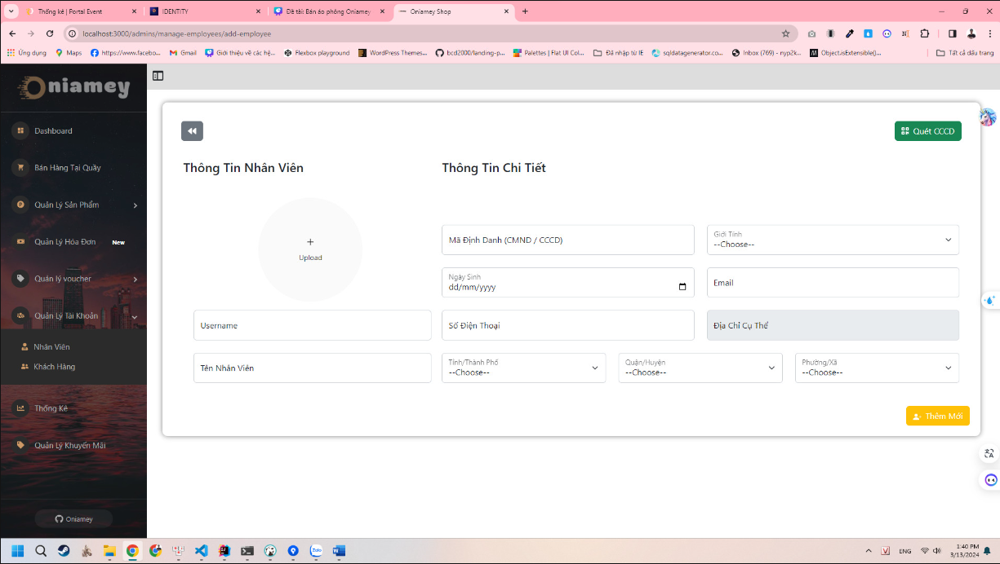 Thống kê | Portal Event
IDENTITY
Đề tài: Bán áo phông Oniamey
Oniamey Shop
localhost:3000/admins/manage-employees/add-employee
Ứng dụng
Maps
https://www.facebo...
Gmail
Giới thiệu về các hệ...
Flexbox playground
WordPress Themes...
bcd2000/landing-p...
Palettes | Flat UI Col...
Đã nhập từ IE
sqldatagenerator.co...
Inbox (769) - nyp2k...
Object.isExtensible()...
Tất cả dấu trang
Oniamey
Dashboard
Bán Hàng Tại Quầy
Quản Lý Sản Phẩm
Quản Lý Hóa Đơn New
Quản lý voucher
Quản Lý Tài Khoản
Nhân Viên
Khách Hàng
Thống Kê
Quản Lý Khuyến Mãi
Oniamey
Quét CCCD
Thông Tin Nhân Viên
Thông Tin Chi Tiết
+
Upload
Mã Định Danh (CMND / CCCD)
Giới Tính
--Choose--
Ngày Sinh
dd/mm/yyyy
Email
Username
Số Điện Thoại
Địa Chỉ Cụ Thể
Tên Nhân Viên
Tỉnh/Thành Phố
--Choose--
Quận/Huyện
--Choose--
Phường/Xã
--Choose--
Thêm Mới
ENG
1:40 PM
3/13/2024